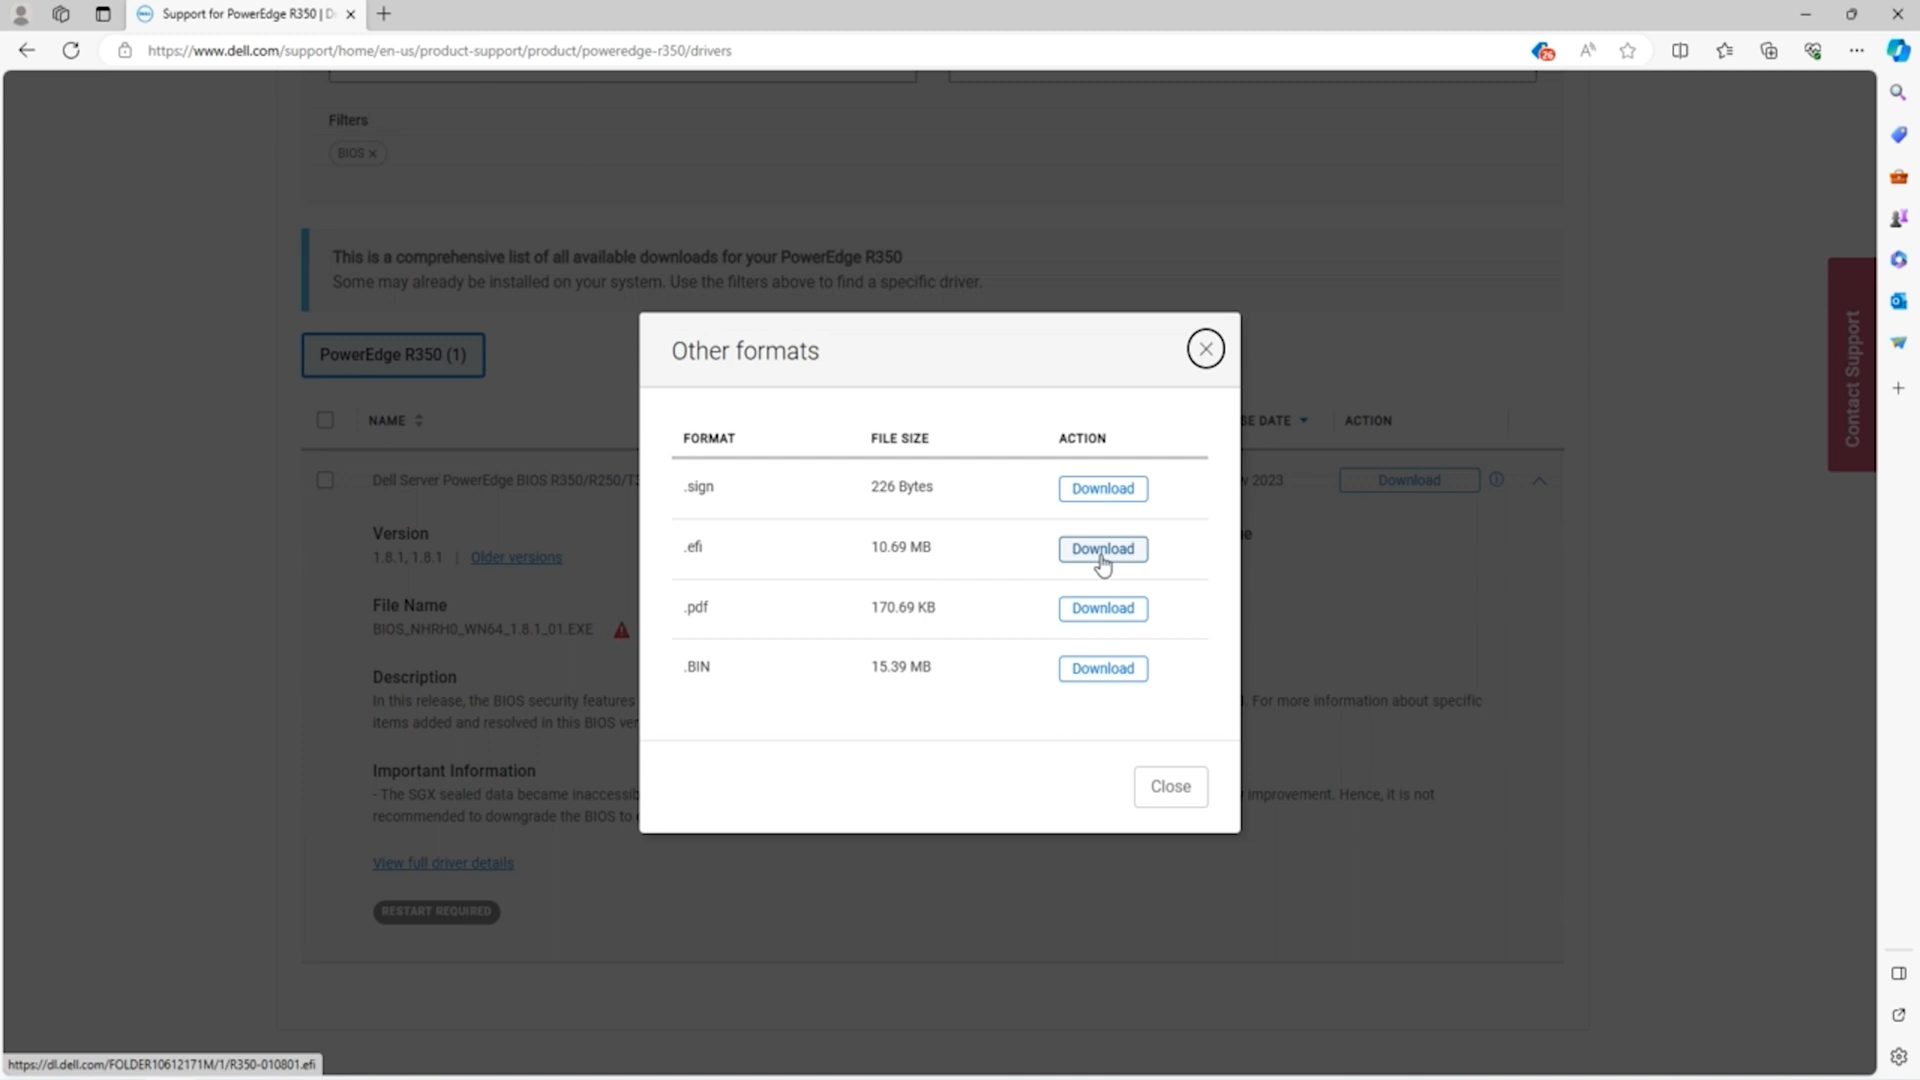 Support for PowerEdge R350 | D
https://www.dell.com/support/home/en-us/product-support/product/poweredge-r350/drivers
26
Filters
BIOS
This is a comprehensive list of all available downloads for your PowerEdge R350
Some may already be installed on your system. Use the filters above to find a specific driver.
Contact Support
Other formats
PowerEdge R350 (1)
NAME
SE DATE
ACTION
FORMAT
FILE SIZE
ACTION
Dell Server PowerEdge BIOS R350/R250/T
v 2023
Download
.sign
226 Bytes
Download
Version
1.8.1, 1.8.1 | Older versions
.efi
10.69 MB
Download
File Name
BIOS_NHRH0_WN64_1.8.1_01.EXE
.pdf
170.69 KB
Download
.BIN
15.39 MB
Download
Description
In this release, the BIOS security features
. For more information about specific
items added and resolved in this BIOS ver
Important Information
- The SGX sealed data became inaccessib
improvement. Hence, it is not
recommended to downgrade the BIOS to
Close
View full driver details
RESTART REQUIRED
https://dl.dell.com/FOLDER10612171M/1/R350-010801.efi